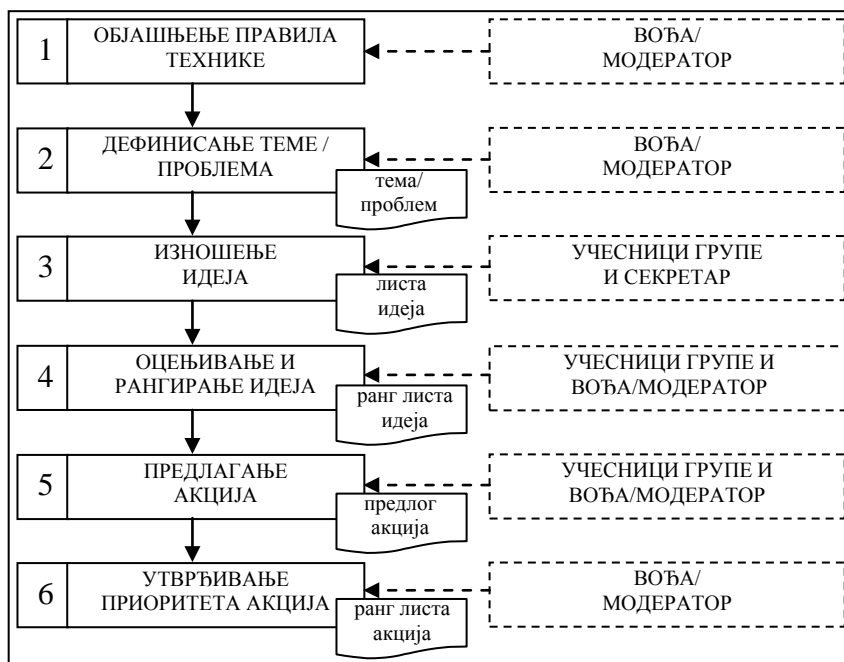 1
ОБЈАШЊЕЊЕ ПРАВИЛА
ТЕХНИКЕ
ВОЂА/
МОДЕРАТОР
2
ДЕФИНИСАЊЕ ТЕМЕ /
ПРОБЛЕМА
тема/
проблем
ВОЂА/
МОДЕРАТОР
3
ИЗНОШЕЊЕ
ИДЕЈА
листа
идеја
УЧЕСНИЦИ ГРУПЕ
И СЕКРЕТАР
4
ОЦЕЊИВАЊЕ И
РАНГИРАЊЕ ИДЕЈА
ранг листа
идеја
УЧЕСНИЦИ ГРУПЕ И
ВОЂА/МОДЕРАТОР
5
ПРЕДЛАГАЊЕ
АКЦИЈА
предлог
акција
УЧЕСНИЦИ ГРУПЕ И
ВОЂА/МОДЕРАТОР
6
УТВРЂИВАЊЕ
ПРИОРИТЕТА АКЦИЈА
ранг листа
акција
ВОЂА/
МОДЕРАТОР